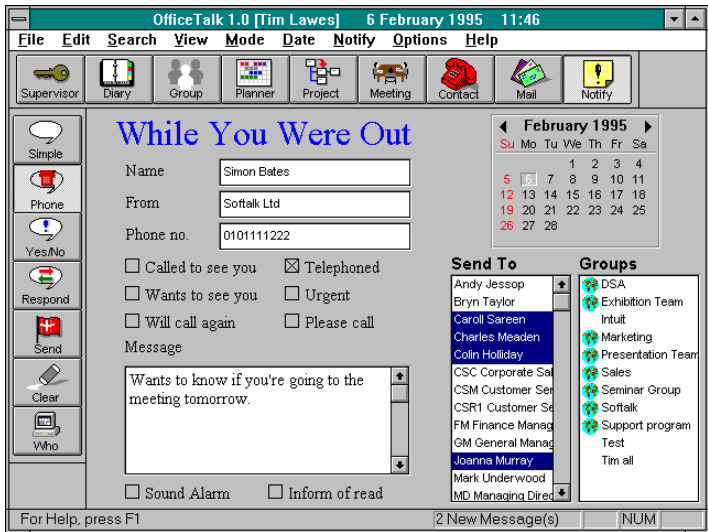 OfficeTalk 1.0 [Tim Lawes] 6 February 1995 11:46
File Edit Search View Mode Date Notify Options Help
Supervisor Diary Group Planner Project Meeting Contact Mail Notify
Simple
Phone
Yes/No
Respond
Send
Clear
Who
While You Were Out
Name Simon Bates
From Softalk Ltd
Phone no. 0101111222
Called to see you Telephoned
Wants to see you Urgent
Will call again Please call
Message
Wants to know if you're going to the
meeting tomorrow.
Sound Alarm Inform of read
February 1995
Su Mo Tu We Th Fr Sa
1 2 3 4
5 6 7 8 9 10 11
12 13 14 15 16 17 18
19 20 21 22 23 24 25
26 27 28
Send To
Andy Jessop
Bryn Taylor
Caroll Sareen
Charles Meaden
Colin Holliday
CSC Corporate Sal
CSM Customer Ser
CSR1 Customer Se
FM Finance Manag
GM General Manag
Joanna Murray
Mark Underwood
MD Managing Direc
Groups
DSA
Exhibition Team
Intuit
Marketing
Presentation Team
Sales
Seminar Group
Softalk
Support program
Test
Tim all
For Help, press F1 2 New Message(s) NUM